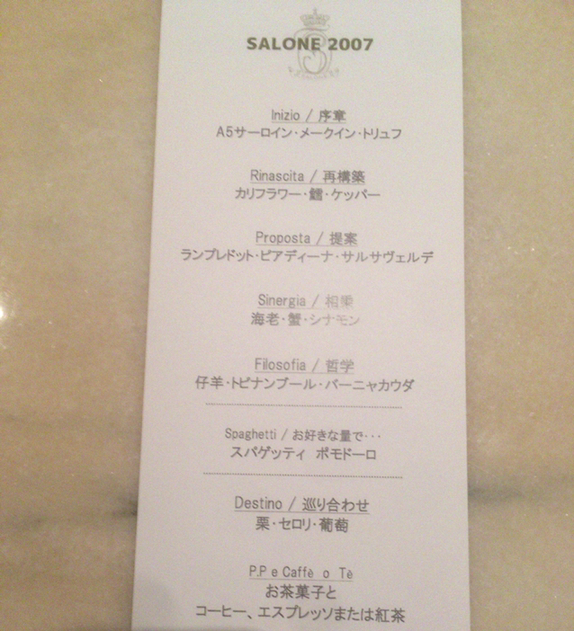 SALONE 2007
Inizio / 序章
A5サーロイン・メークイン・トリュフ
Rinascita / 再構築
カリフラワー・鱈・ケッパー
Proposta / 提案
ランプレドット・ピアディーナ・サルサヴェルデ
Sinergia / 相乗
海老・蟹・シナモン
Filosofia / 哲学
仔羊・トピナンブール・バーニャカウダ
Spaghetti / お好きな量で・・・
スパゲッティ ポモドーロ
Destino / 巡り合わせ
栗・セロリ・葡萄
P.P e Caffè o Tè
お茶菓子と
コーヒー、エスプレッソまたは紅茶